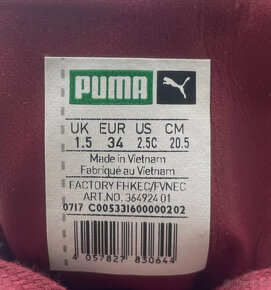 PUMA
UK EUR US CM
1.5 34 2.5C 20.5
Made in Vietnam
Fabriqué au Vietnam
FACTORY FHKEC/FVNEC
ART.NO. 364924 01
0717 C005331600000202
4 057827 830644